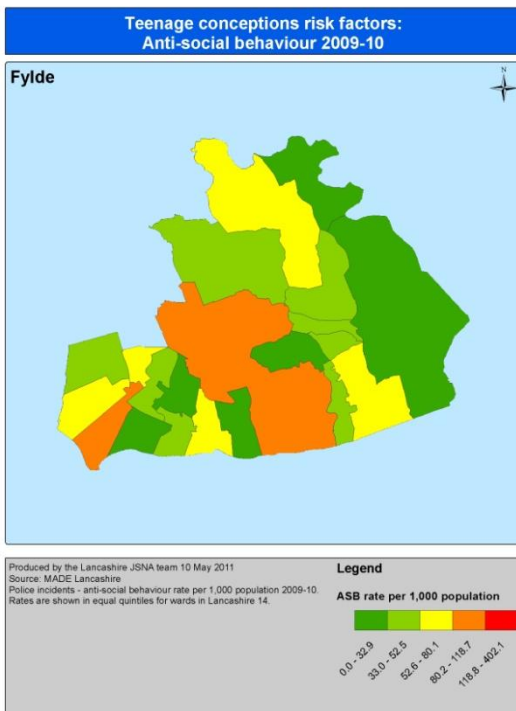 Teenage conceptions risk factors:
Anti-social behaviour 2009-10
Fylde
N
Produced by the Lancashire JSNA team 10 May 2011
Source: MADE Lancashire
Police incidents - anti-social behaviour rate per 1,000 population 2009-10.
Rates are shown in equal quintiles for wards in Lancashire 14.
Legend
ASB rate per 1,000 population
0.0 - 32.9
33.0 - 52.5
52.6 - 80.1
80.2 - 118.7
118.8 - 402.1